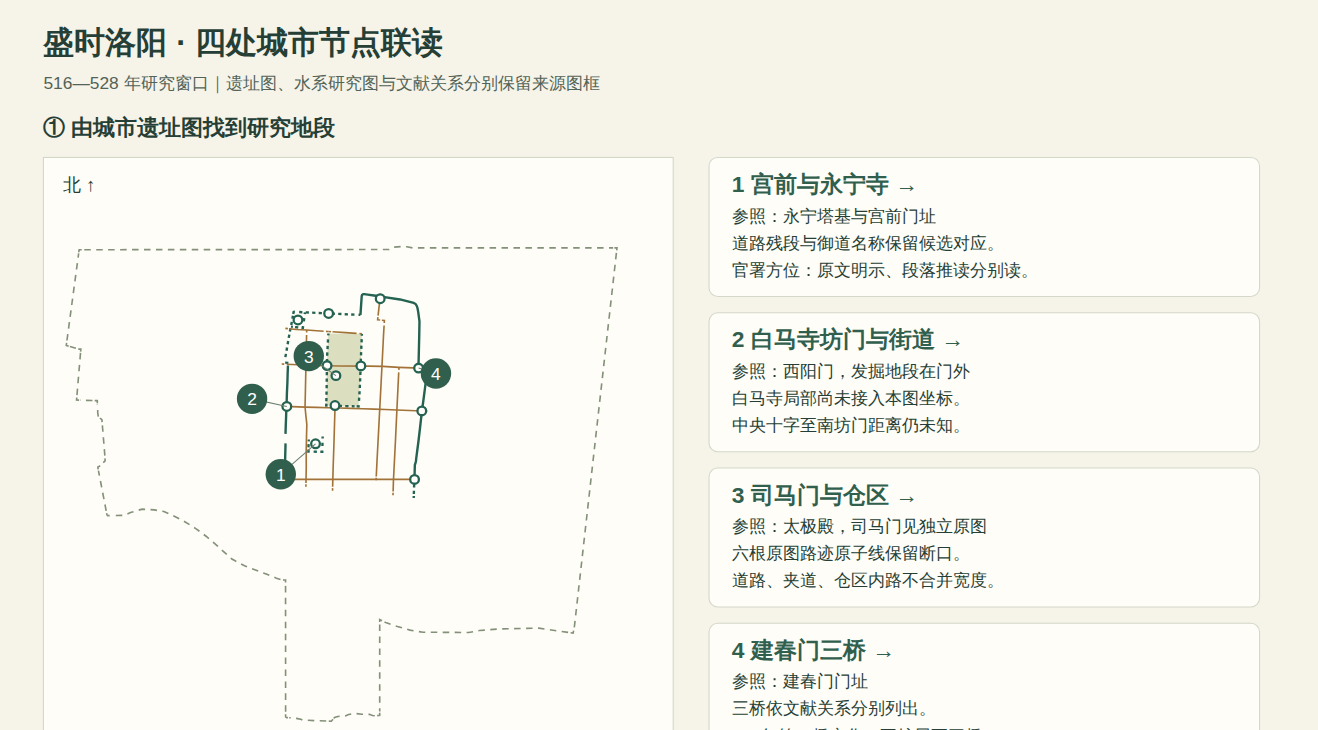 盛时洛阳 · 四处城市节点联读
516—528 年研究窗口｜遗址图、水系研究图与文献关系分别保留来源图框
① 由城市遗址图找到研究地段
北 ↑
3
4
2
1
1 宫前与永宁寺 →
参照：永宁塔基与宫前门址
道路残段与御道名称保留候选对应。
官署方位：原文明示、段落推读分别读。
2 白马寺坊门与街道 →
参照：西阳门，发掘地段在门外
白马寺局部尚未接入本图坐标。
中央十字至南坊门距离仍未知。
3 司马门与仓区 →
参照：太极殿，司马门见独立原图
六根原图路迹原子线保留断口。
道路、夹道、仓区内路不合并宽度。
4 建春门三桥 →
参照：建春门门址
三桥依文献关系分别列出。